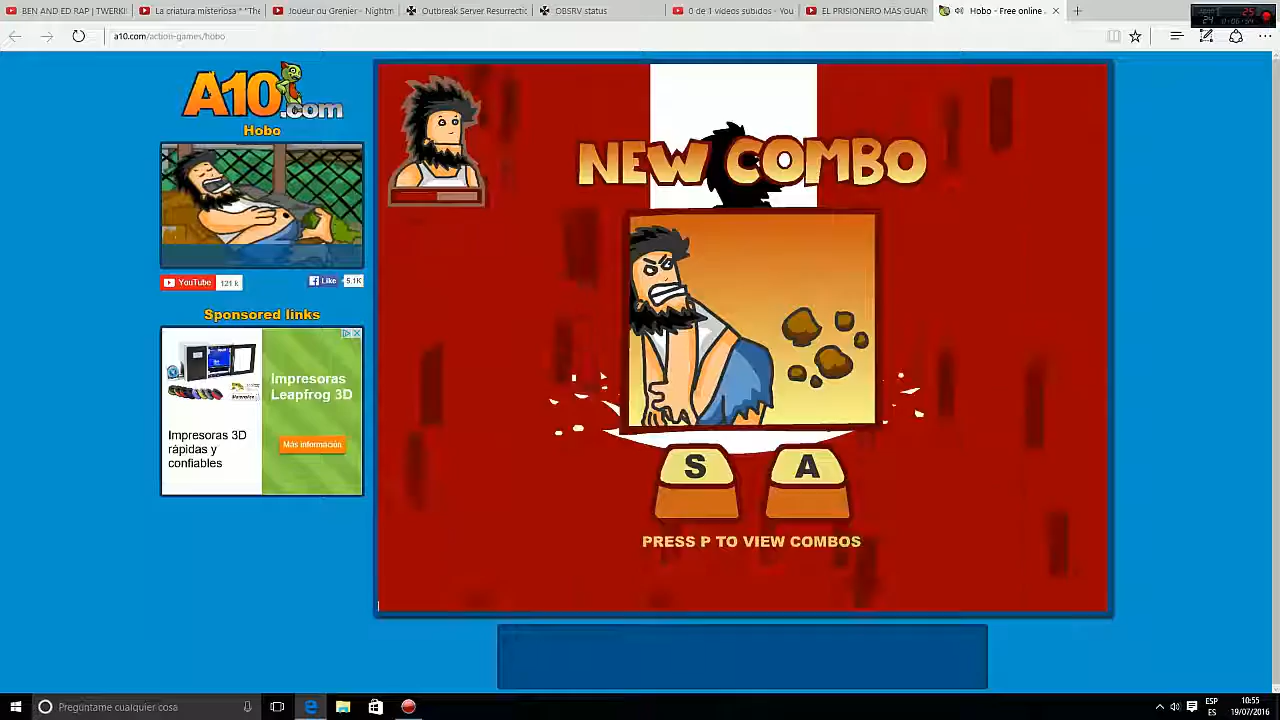 BEN AND ED RAP | TWERKI
La criatura misteriosa * "The
Joueur du Grenier - Nightm
Outbreak Server Resurrectic
OBSRV status
0 de 1 vídeos subidos - You
EL PRISIONERO MAS GUAR
Hobo - Free online
a10.com/action-games/hobo
A10.com
Hobo
YouTube 121 k
Like 5.1K
Sponsored links
Impresoras
Leapfrog 3D
Impresoras 3D
rápidas y
confiables
Más información
NEW COMBO
S A
PRESS P TO VIEW COMBOS
Pregúntame cualquier cosa
ESP
ES
10:55
19/07/2016